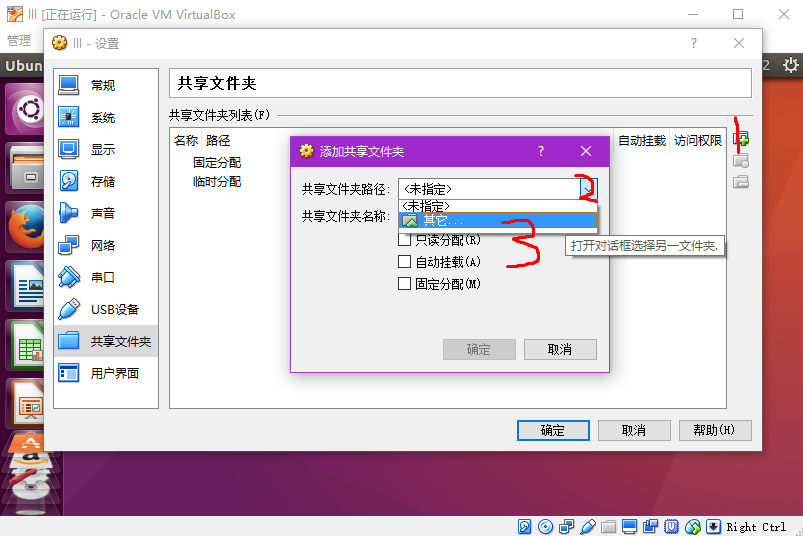 lll [正在运行] - Oracle VM VirtualBox
管理
lll - 设置
Ubun
常规
系统
显示
存储
声音
网络
串口
USB设备
共享文件夹
用户界面
共享文件夹
共享文件夹列表(F)
名称 路径 自动挂载 访问权限
固定分配
临时分配
1
添加共享文件夹
共享文件夹路径: <未指定>
2
<未指定>
共享文件夹名称:
其它...
3
只读分配(R)
打开对话框选择另一文件夹.
自动挂载(A)
固定分配(M)
确定 取消
确定 取消 帮助(H)
Right Ctrl